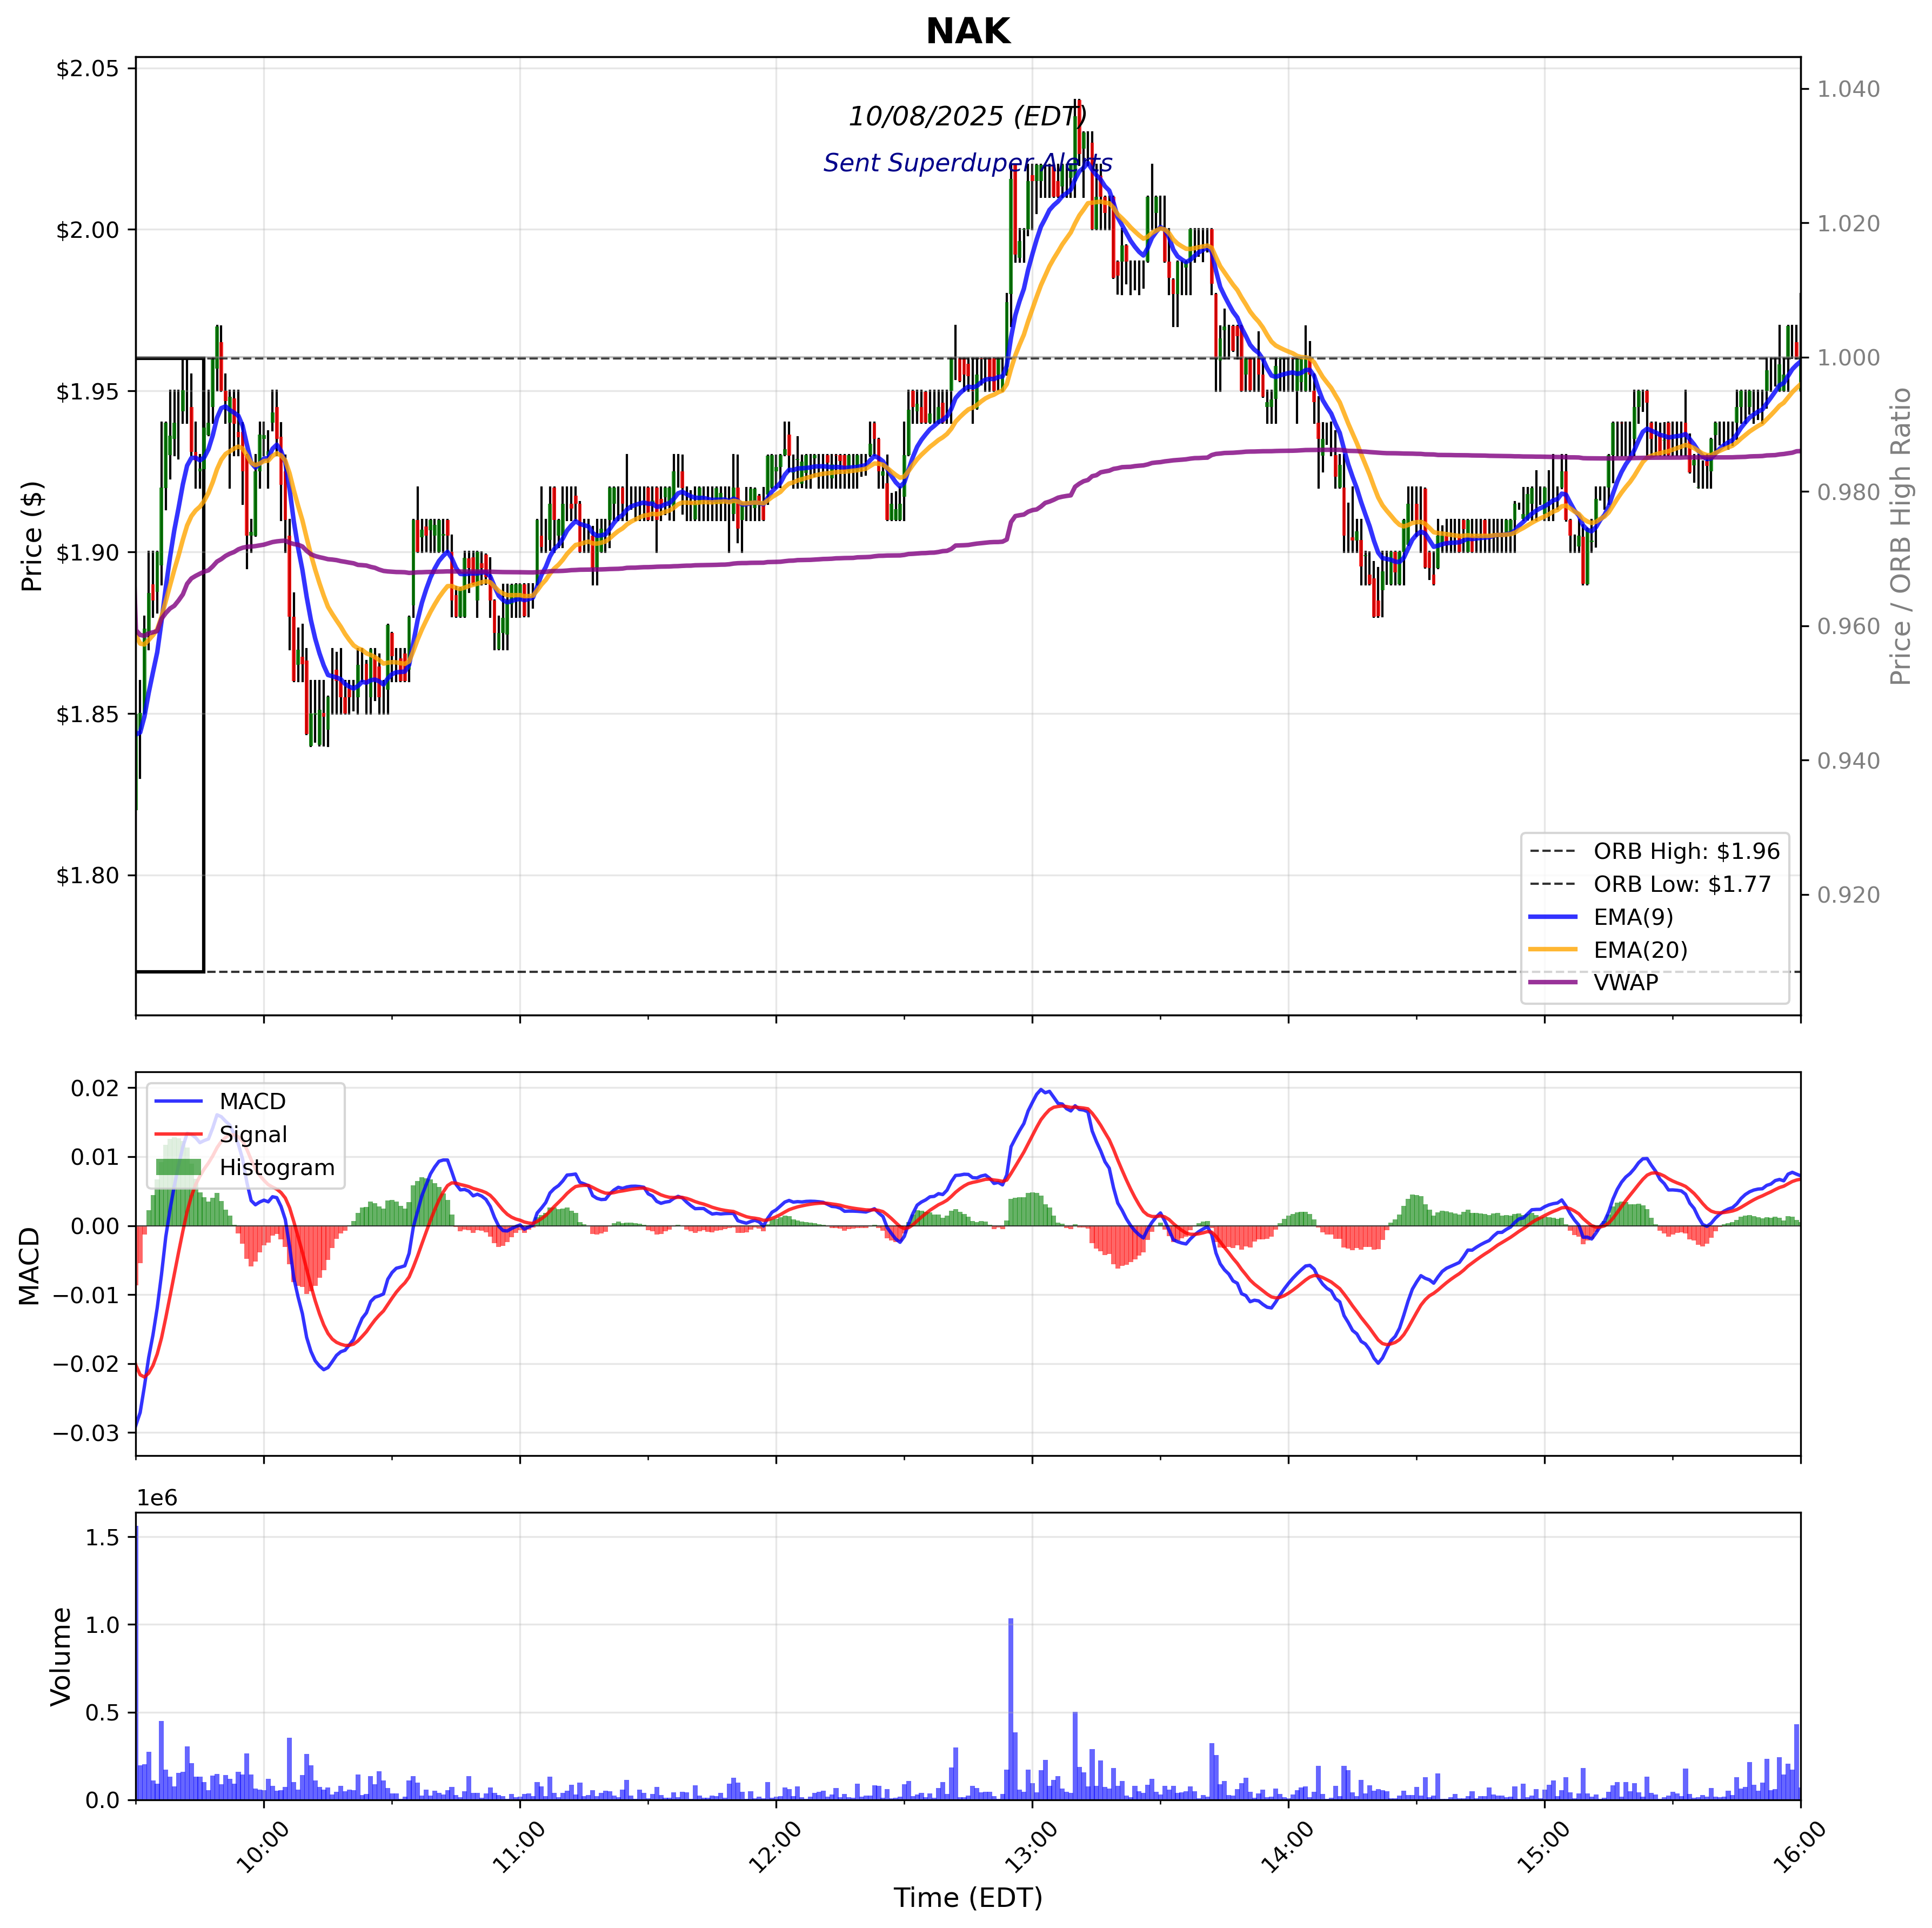 NAK
10/08/2025 (EDT)
Sent Superduper Alerts
Price ($)
$2.05
$2.00
$1.95
$1.90
$1.85
$1.80
Price / ORB High Ratio
1.040
1.020
1.000
0.980
0.960
0.940
0.920
ORB High: $1.96
ORB Low: $1.77
EMA(9)
EMA(20)
VWAP
MACD
0.02
0.01
0.00
−0.01
−0.02
−0.03
MACD
Signal
Histogram
1e6
Volume
1.5
1.0
0.5
0.0
10:00
11:00
12:00
13:00
14:00
15:00
16:00
Time (EDT)